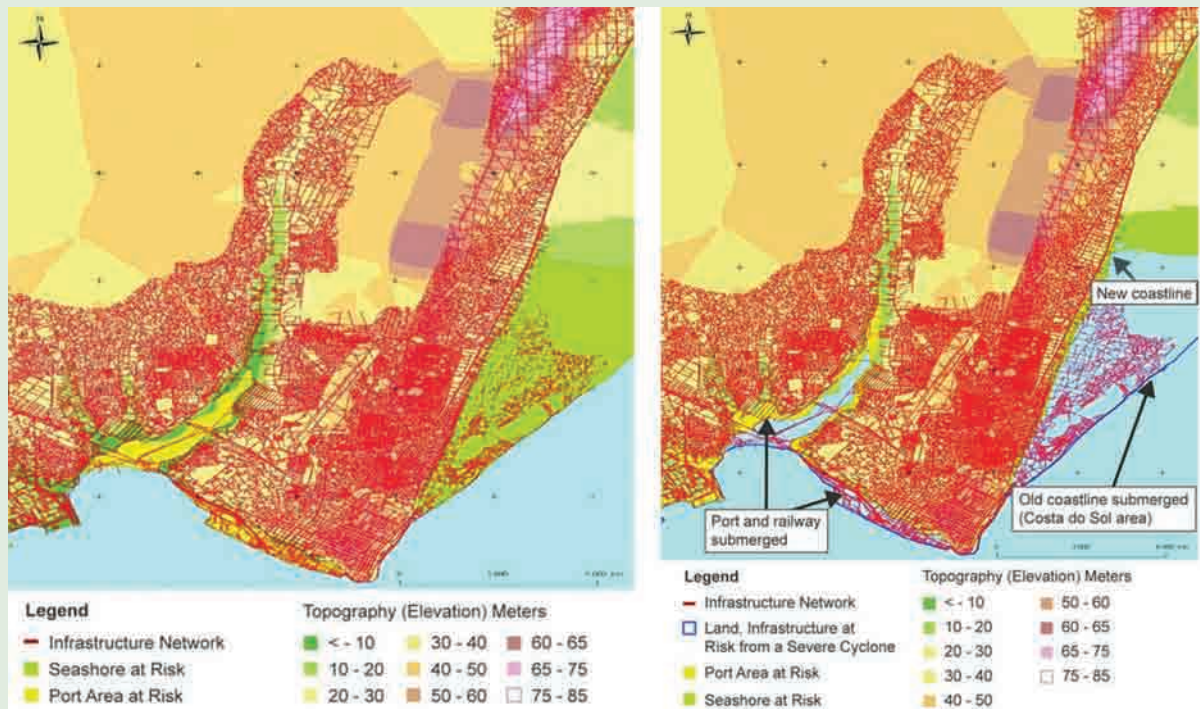 N
Legend
Infrastructure Network
Seashore at Risk
Port Area at Risk
Topography (Elevation) Meters
< - 10
10 - 20
20 - 30
30 - 40
40 - 50
50 - 60
60 - 65
65 - 75
75 - 85
N
New coastline
Old coastline submerged
(Costa do Sol area)
Port and railway
submerged
Legend
Infrastructure Network
Land, Infrastructure at
Risk from a Severe Cyclone
Port Area at Risk
Seashore at Risk
Topography (Elevation) Meters
< - 10
10 - 20
20 - 30
30 - 40
40 - 50
50 - 60
60 - 65
65 - 75
75 - 85